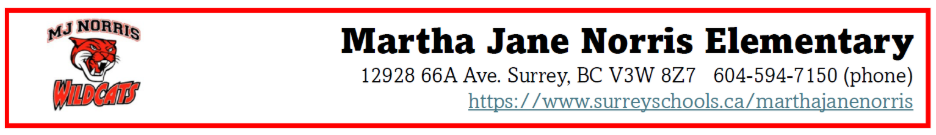 MJ NORRIS
WILDCATS
Martha Jane Norris Elementary
12928 66A Ave. Surrey, BC V3W 8Z7 604-594-7150 (phone)
https://www.surreyschools.ca/marthajanenorris